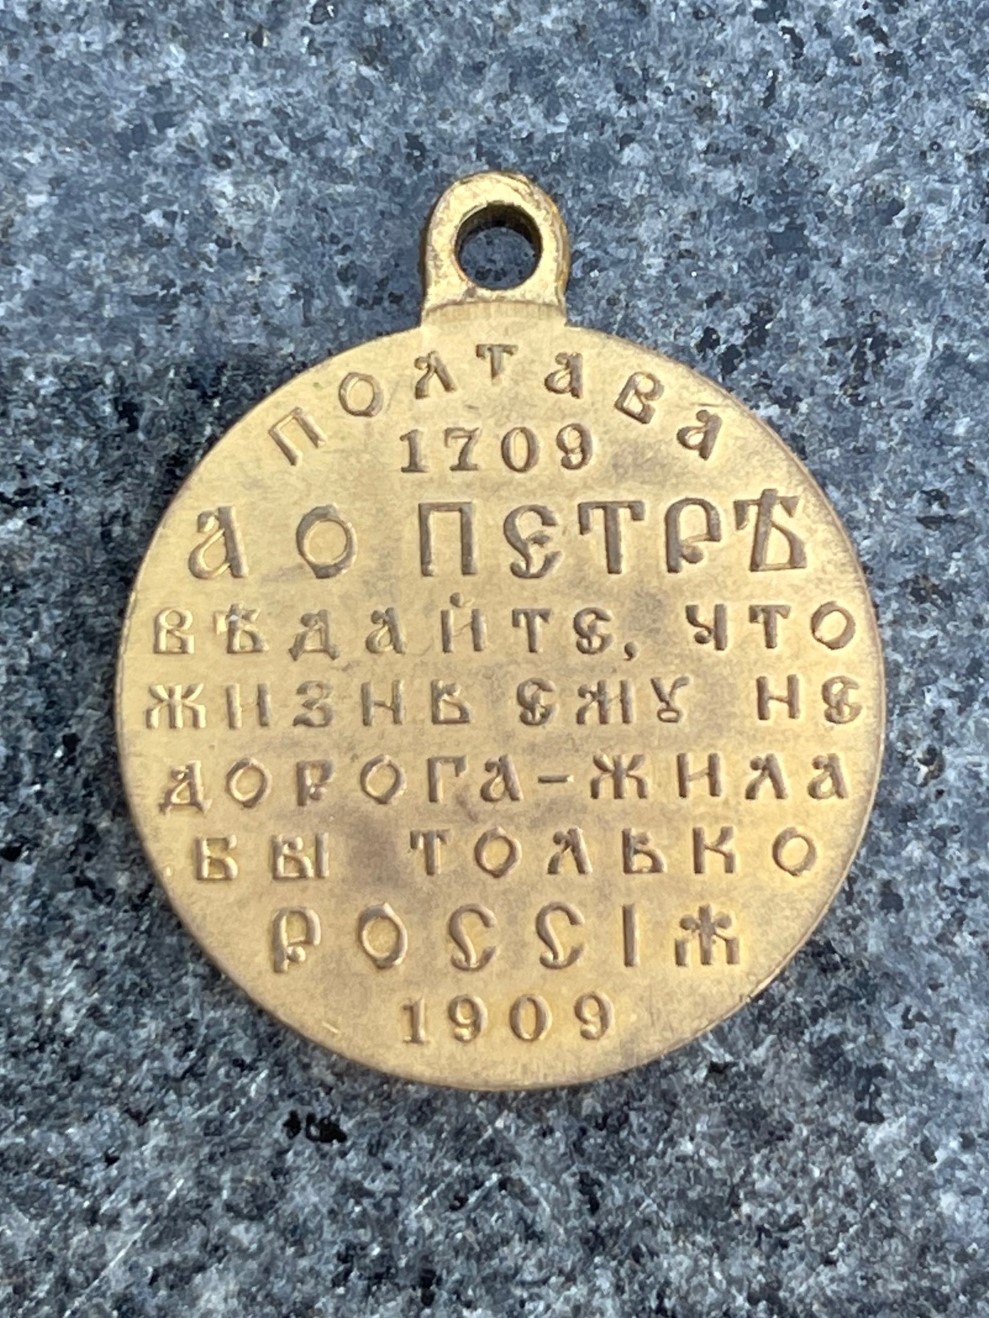 ПОЛТАВА
1709
А О ПЕТРѢ
ВѢДАЙТЕ, ЧТО
ЖИЗНЬ ЕМУ НЕ
ДОРОГА-ЖИЛА
БЫ ТОЛЬКО
РОССІЯ
1909